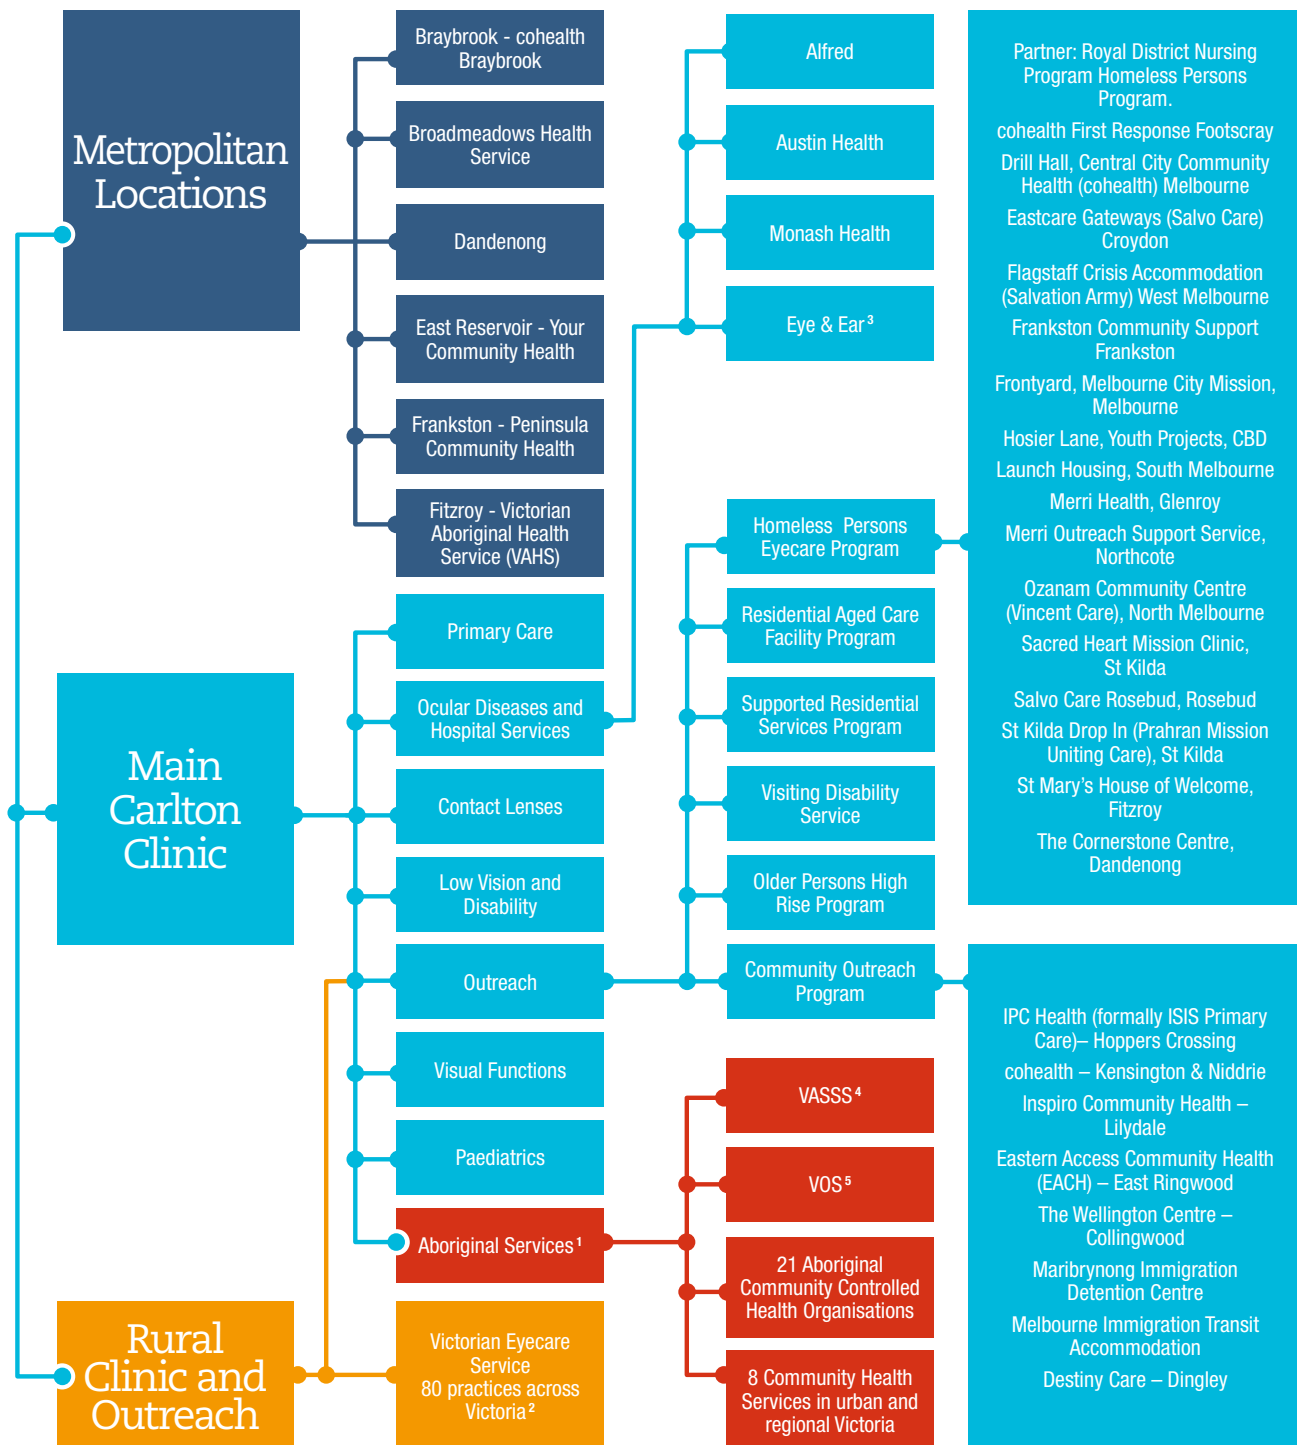 Metropolitan
Locations
Braybrook - cohealth
Braybrook
Broadmeadows Health
Service
Dandenong
East Reservoir - Your
Community Health
Frankston - Peninsula
Community Health
Fitzroy - Victorian
Aboriginal Health
Service (VAHS)
Main
Carlton
Clinic
Primary Care
Ocular Diseases and
Hospital Services
Contact Lenses
Low Vision and
Disability
Outreach
Visual Functions
Paediatrics
Aboriginal Services 1
Rural
Clinic and
Outreach
Victorian Eyecare
Service
80 practices across
Victoria 2
Alfred
Austin Health
Monash Health
Eye & Ear 3
Homeless Persons
Eyecare Program
Residential Aged Care
Facility Program
Supported Residential
Services Program
Visiting Disability
Service
Older Persons High
Rise Program
Community Outreach
Program
VASSS 4
VOS 5
21 Aboriginal
Community Controlled
Health Organisations
8 Community Health
Services in urban and
regional Victoria
Partner: Royal District Nursing
Program Homeless Persons
Program.
cohealth First Response Footscray
Drill Hall, Central City Community
Health (cohealth) Melbourne
Eastcare Gateways (Salvo Care)
Croydon
Flagstaff Crisis Accommodation
(Salvation Army) West Melbourne
Frankston Community Support
Frankston
Frontyard, Melbourne City Mission,
Melbourne
Hosier Lane, Youth Projects, CBD
Launch Housing, South Melbourne
Merri Health, Glenroy
Merri Outreach Support Service,
Northcote
Ozanam Community Centre
(Vincent Care), North Melbourne
Sacred Heart Mission Clinic,
St Kilda
Salvo Care Rosebud, Rosebud
St Kilda Drop In (Prahran Mission
Uniting Care), St Kilda
St Mary's House of Welcome,
Fitzroy
The Cornerstone Centre,
Dandenong
IPC Health (formally ISIS Primary
Care)– Hoppers Crossing
cohealth – Kensington & Niddrie
Inspiro Community Health –
Lilydale
Eastern Access Community Health
(EACH) – East Ringwood
The Wellington Centre –
Collingwood
Maribrynong Immigration
Detention Centre
Melbourne Immigration Transit
Accommodation
Destiny Care – Dingley